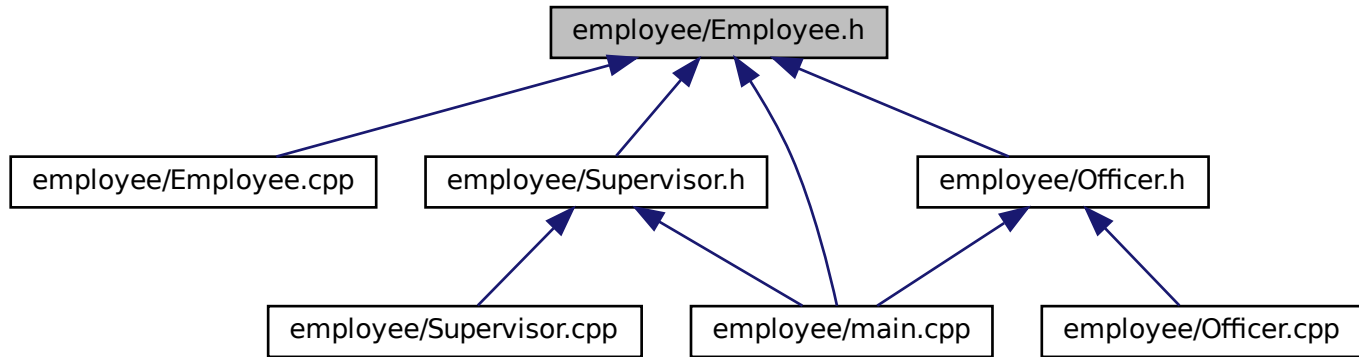 employee/Employee.h
employee/Employee.cpp
employee/Supervisor.h
employee/Officer.h
employee/Supervisor.cpp
employee/main.cpp
employee/Officer.cpp